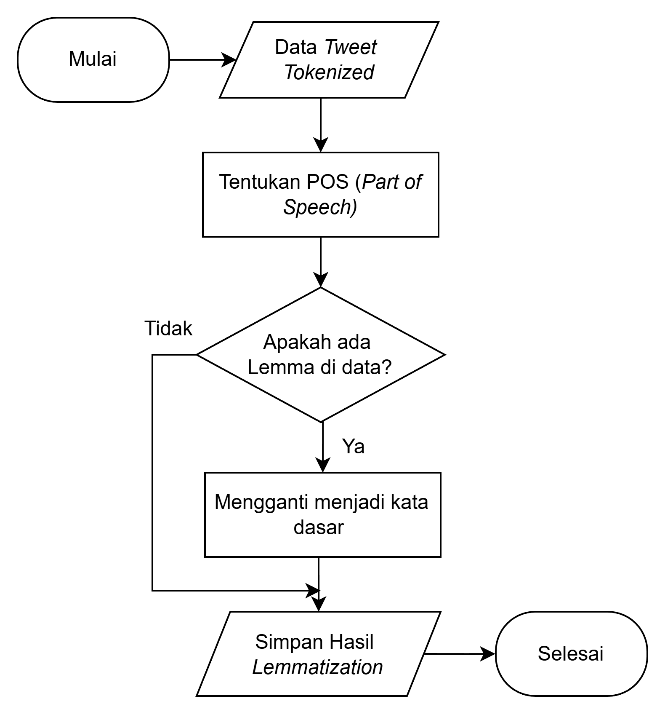 Mulai
Data Tweet
Tokenized
Tentukan POS (Part of
Speech)
Tidak
Apakah ada
Lemma di data?
Ya
Mengganti menjadi kata
dasar
Simpan Hasil
Lemmatization
Selesai